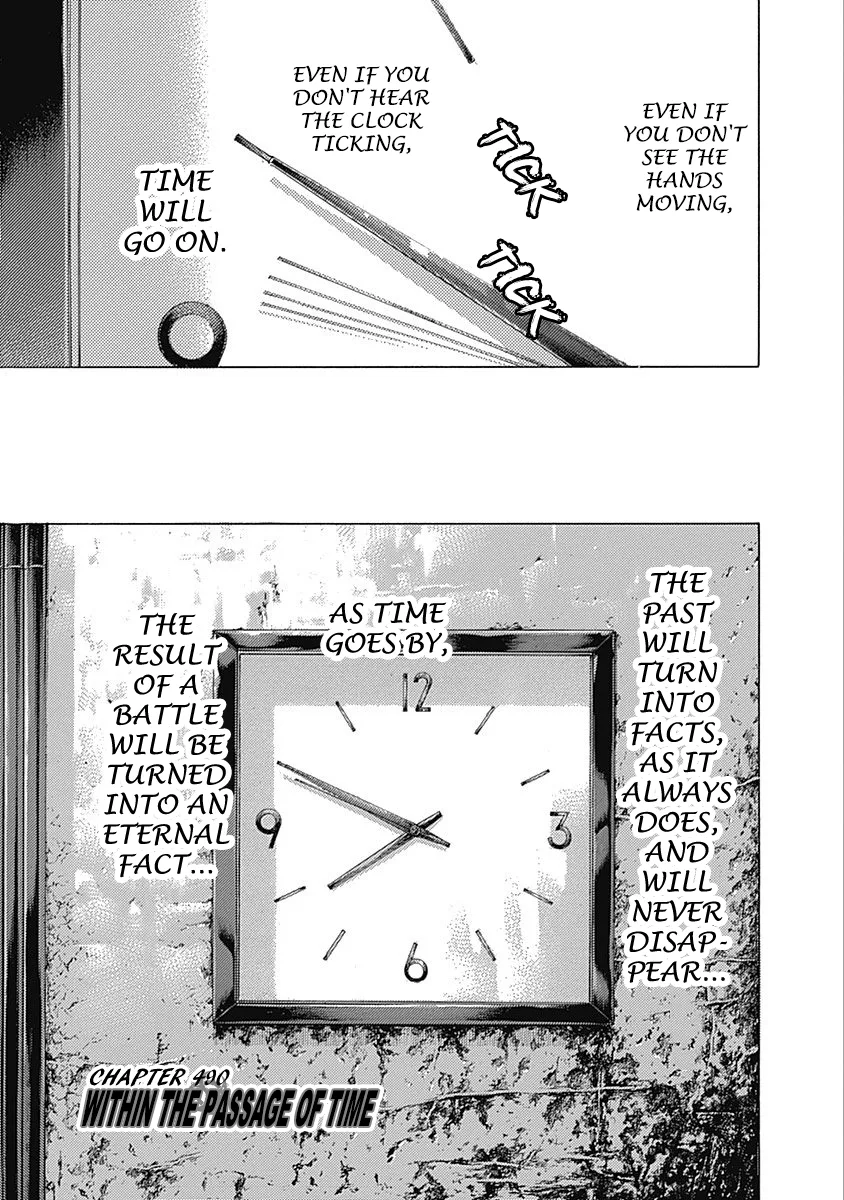 EVEN IF
YOU DON'T
SEE THE
HANDS
MOVING,
EVEN IF YOU
DON'T HEAR
THE CLOCK
TICKING,
TICK
TICK
TIME
WILL
GO ON.
THE
PAST
WILL
TURN
INTO
FACTS,
AS IT
ALWAYS
DOES,
AND
WILL
NEVER
DISAP-
PEAR...
AS TIME
GOES BY,
THE
RESULT
OF A
BATTLE
WILL BE
TURNED
INTO AN
ETERNAL
FACT...
12
9
3
6
CHAPTER 490
WITHIN THE PASSAGE OF TIME